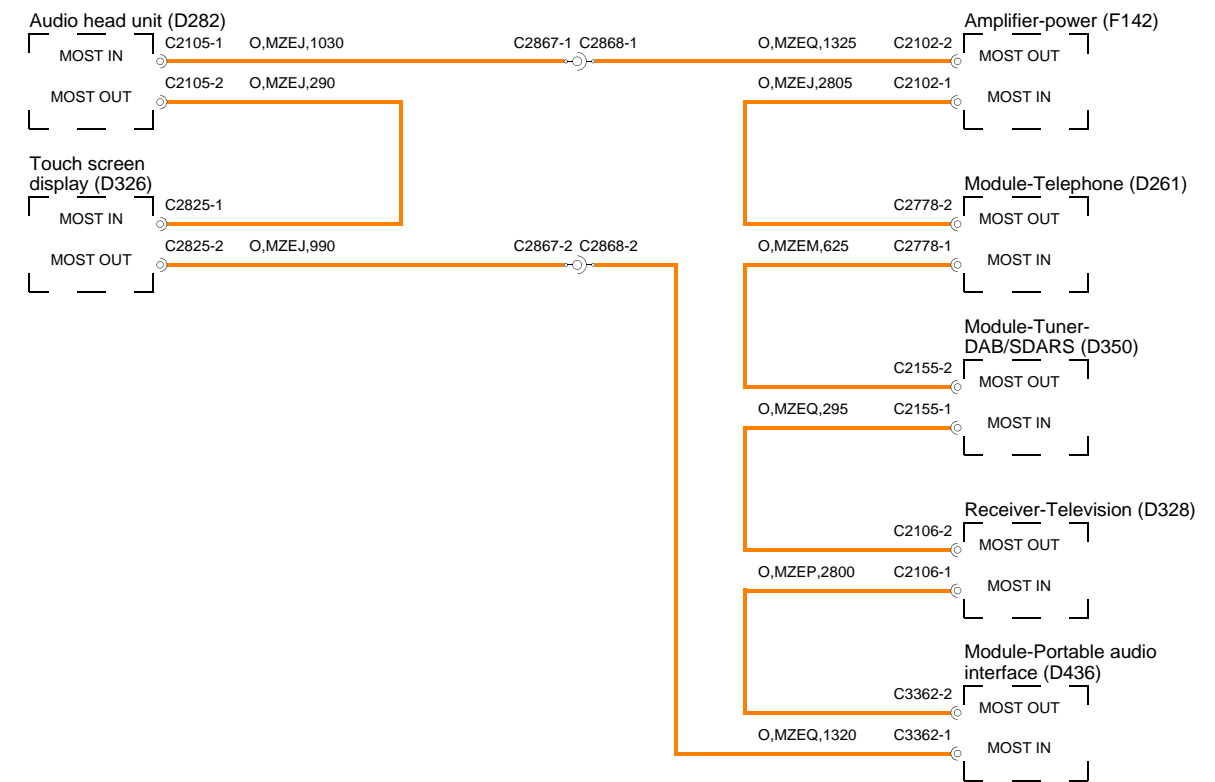 Audio head unit (D282)
Amplifier-power (F142)
MOST IN
C2105-1
O,MZEJ,1030
C2867-1 C2868-1
O,MZEQ,1325
C2102-2
MOST OUT
MOST OUT
C2105-2
O,MZEJ,290
O,MZEJ,2805
C2102-1
MOST IN
Touch screen
display (D326)
Module-Telephone (D261)
MOST IN
C2825-1
C2778-2
MOST OUT
MOST OUT
C2825-2
O,MZEJ,990
C2867-2 C2868-2
O,MZEM,625
C2778-1
MOST IN
Module-Tuner-
DAB/SDARS (D350)
C2155-2
MOST OUT
O,MZEQ,295
C2155-1
MOST IN
Receiver-Television (D328)
C2106-2
MOST OUT
O,MZEP,2800
C2106-1
MOST IN
Module-Portable audio
interface (D436)
C3362-2
MOST OUT
O,MZEQ,1320
C3362-1
MOST IN